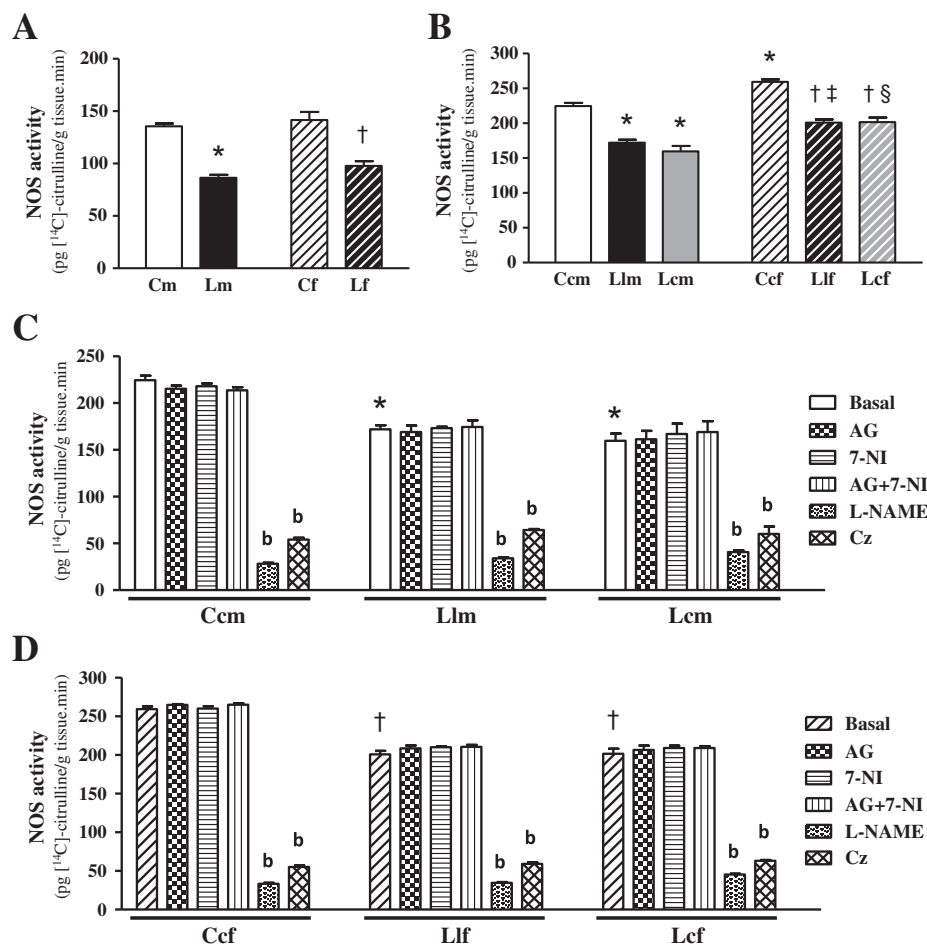 A
NOS activity
(pg [¹⁴C]-citrulline/g tissue.min)
200
150
100
50
0
*
†
Cm Lm Cf Lf
B
NOS activity
(pg [¹⁴C]-citrulline/g tissue.min)
300
250
200
150
100
50
0
*
*
*
† ‡
† §
Ccm Llm Lcm Ccf Llf Lcf
C
NOS activity
(pg [¹⁴C]-citrulline/g tissue.min
250
200
150
100
50
0
b
b
*
b
b
*
b
b
Ccm Llm Lcm
Basal
AG
7-NI
AG+7-NI
L-NAME
Cz
D
NOS activity
(pg [¹⁴C]-citrulline/g tissue.min)
300
250
200
150
100
50
0
b
b
†
b
b
†
b
b
Ccf Llf Lcf
Basal
AG
7-NI
AG+7-NI
L-NAME
Cz